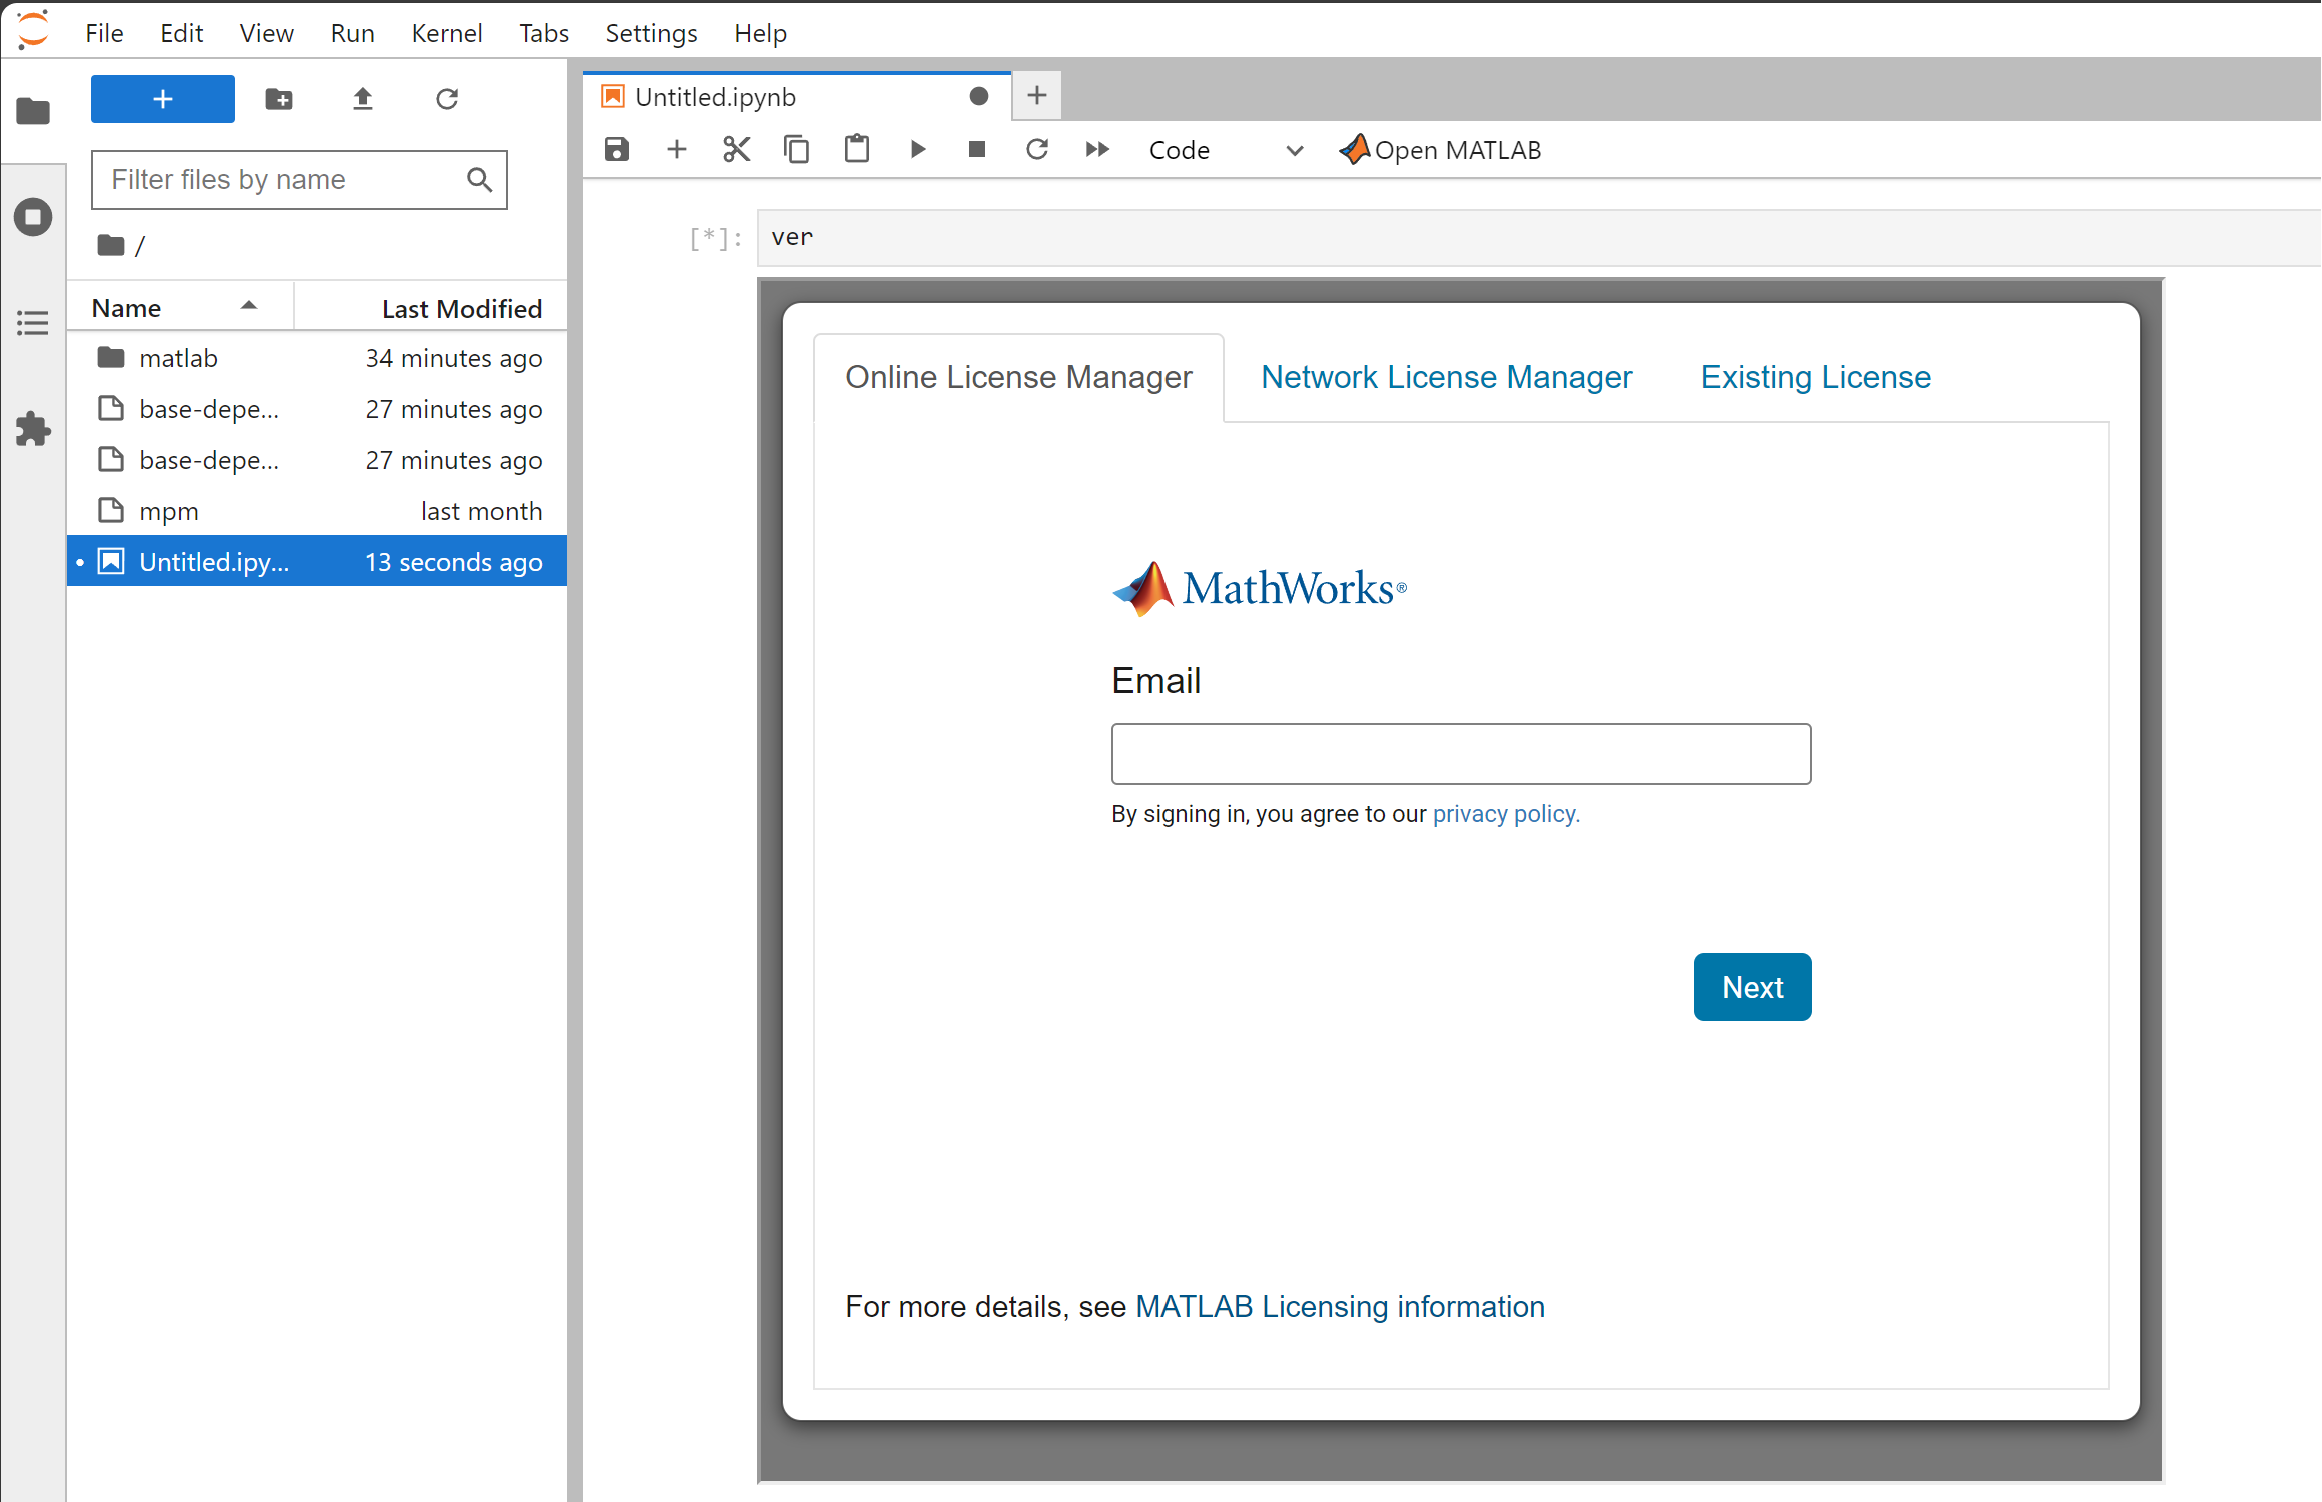 File Edit View Run Kernel Tabs Settings Help
Filter files by name
/
Name Last Modified
matlab 34 minutes ago
base-depe... 27 minutes ago
base-depe... 27 minutes ago
mpm last month
Untitled.ipy... 13 seconds ago
Untitled.ipynb
Code Open MATLAB
[*]: ver
Online License Manager Network License Manager Existing License
MathWorks®
Email
By signing in, you agree to our privacy policy.
Next
For more details, see MATLAB Licensing information